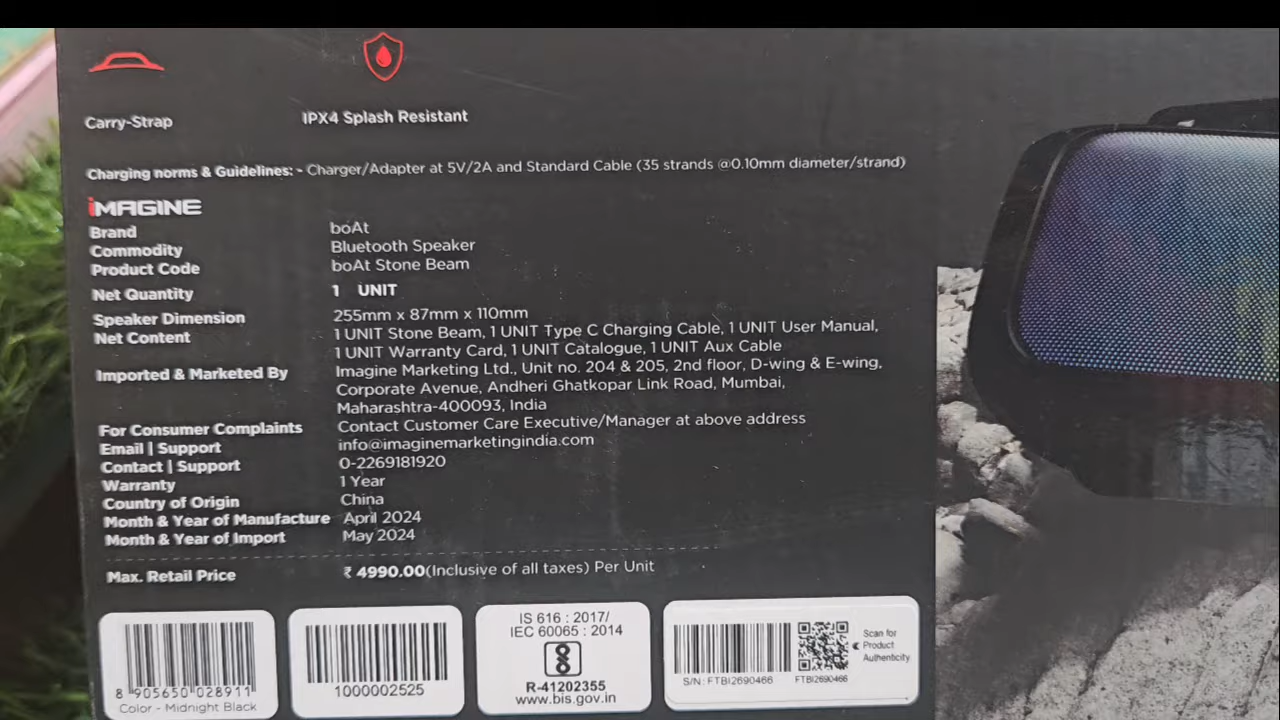 Carry-Strap
IPX4 Splash Resistant
Charging norms & Guidelines: - Charger/Adapter at 5V/2A and Standard Cable (35 strands @0.10mm diameter/strand)
iMAGINE
Brand boAt
Commodity Bluetooth Speaker
Product Code boAt Stone Beam
Net Quantity 1 UNIT
Speaker Dimension 255mm x 87mm x 110mm
Net Content 1 UNIT Stone Beam, 1 UNIT Type C Charging Cable, 1 UNIT User Manual,
1 UNIT Warranty Card, 1 UNIT Catalogue, 1 UNIT Aux Cable
Imported & Marketed By Imagine Marketing Ltd., Unit no. 204 & 205, 2nd floor, D-wing & E-wing,
Corporate Avenue, Andheri Ghatkopar Link Road, Mumbai,
Maharashtra-400093, India
For Consumer Complaints Contact Customer Care Executive/Manager at above address
Email | Support info@imaginemarketingindia.com
Contact | Support 0-2269181920
Warranty 1 Year
Country of Origin China
Month & Year of Manufacture April 2024
Month & Year of Import May 2024
Max. Retail Price ₹ 4990.00(Inclusive of all taxes) Per Unit
8 905650 028911
Color - Midnight Black
1000002525
IS 616 : 2017/
IEC 60065 : 2014
R-41202355
www.bis.gov.in
S/N: FTBI2690466
FTBI2690466
Scan for
Product
Authenticity